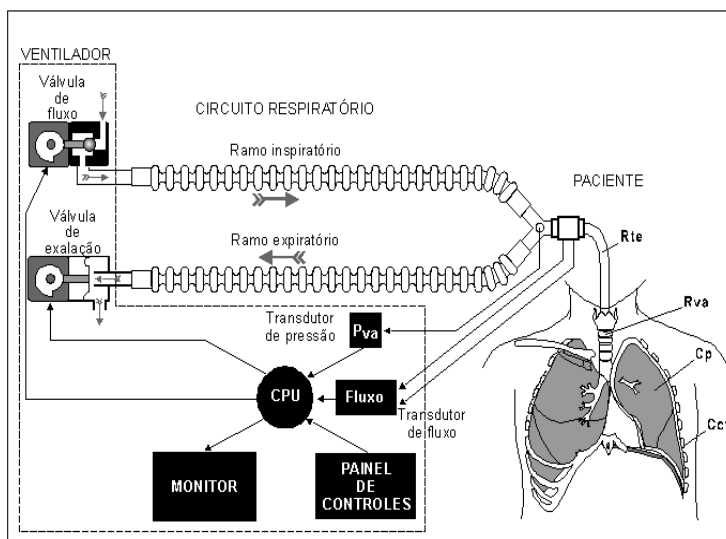 VENTILADOR
Válvula
de
fluxo
CIRCUITO RESPIRATÓRIO
Ramo inspiratório
PACIENTE
Válvula
de
exalação
Ramo expiratório
Rte
Rva
Transdutor
de pressão
Pva
Cp
CPU
Fluxo
Transdutor
de fluxo
MONITOR
PAINEL
DE
CONTROLES